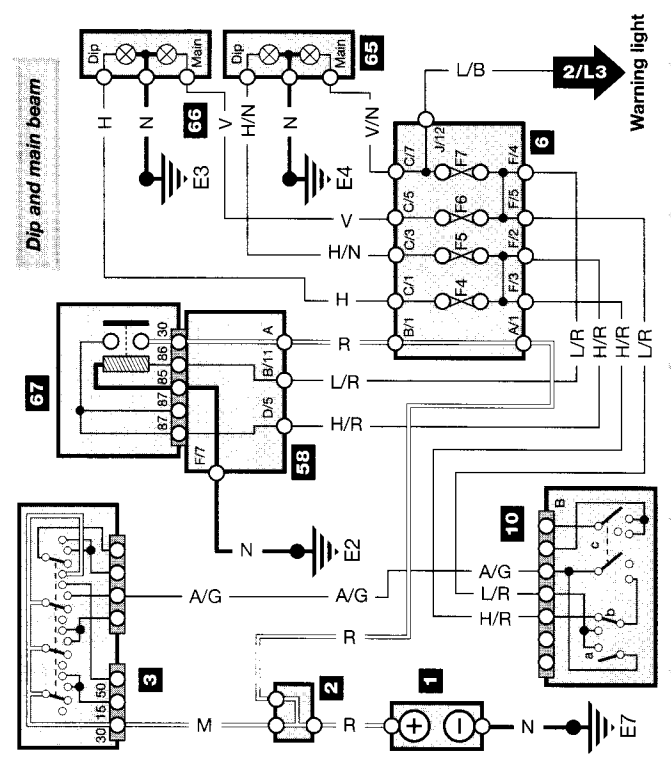 Dip and main beam
Dip
Main
66
Dip
Main
65
H
N
V
H/N
N
V/N
L/B
2/L3
Warning light
E3
E4
V
H/N
H
C/7
J/12
C/5
C/3
C/1
B/1
F7
F6
F5
F4
F/4
F/5
F/2
F/3
A/1
6
67
30
86
85
87
87
A
B/11
D/5
F/7
58
R
L/R
H/R
L/R
H/R
H/R
L/R
N
E2
3
30
15
50
A/G
A/G
A/G
L/R
H/R
10
B
c
b
a
R
M
2
R
1
+
−
N
E7